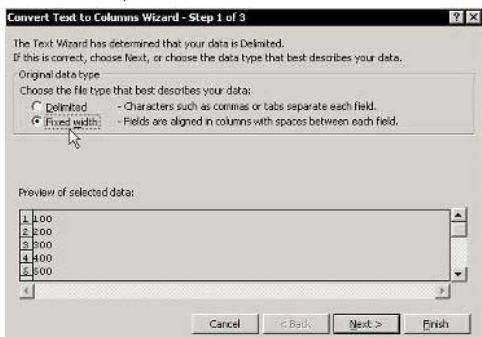 Convert Text to Columns Wizard - Step 1 of 3
The Text Wizard has determined that your data is Delimited.
If this is correct, choose Next, or choose the data type that best describes your data.
Original data type
Choose the file type that best describes your data:
Delimited - Characters such as commas or tabs separate each field.
Fixed width - Fields are aligned in columns with spaces between each field.
Preview of selected data:
1 100
2 200
3 300
4 400
5 500
Cancel < Back Next > Finish